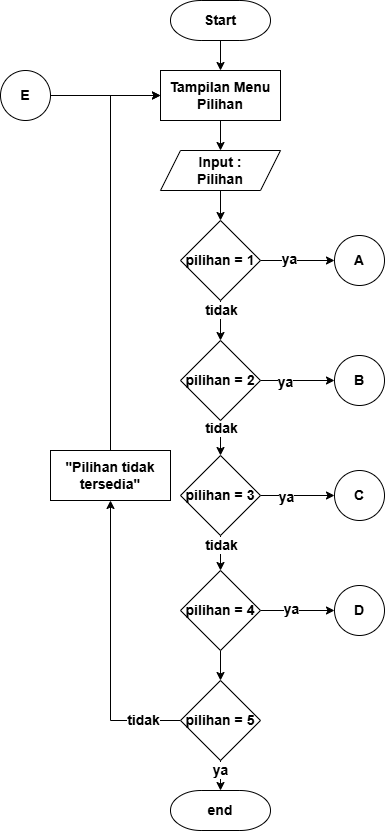 Start
E
Tampilan Menu
Pilihan
Input :
Pilihan
pilihan = 1
ya
A
tidak
pilihan = 2
ya
B
tidak
"Pilihan tidak
tersedia"
pilihan = 3
ya
C
tidak
pilihan = 4
ya
D
tidak
pilihan = 5
ya
end